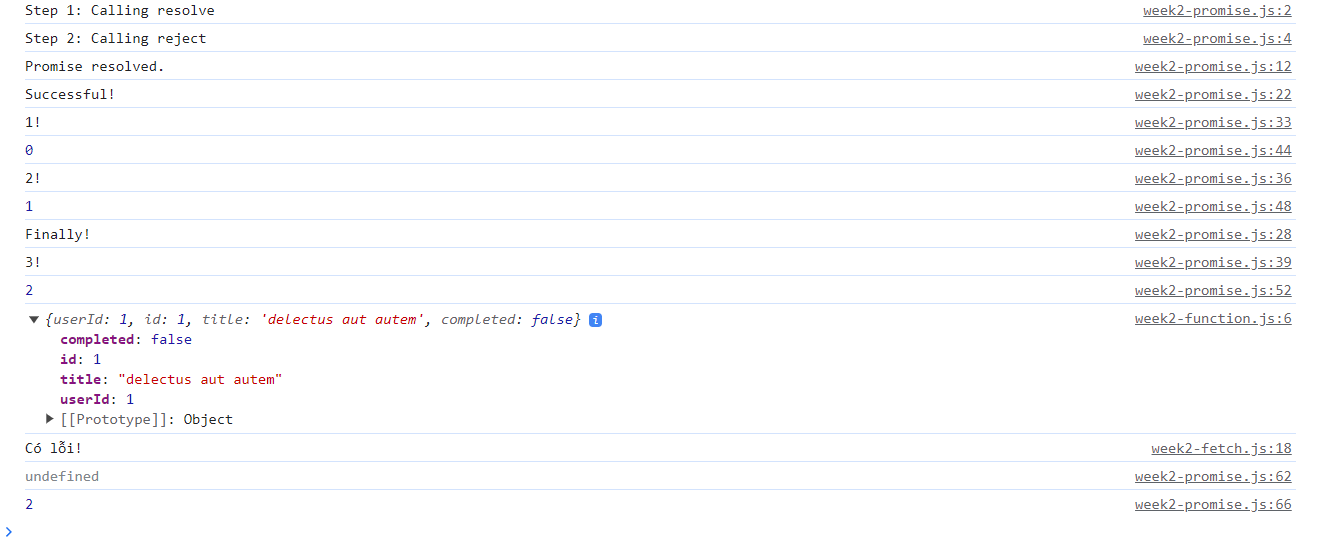 Step 1: Calling resolve week2-promise.js:2
Step 2: Calling reject week2-promise.js:4
Promise resolved. week2-promise.js:12
Successful! week2-promise.js:22
1! week2-promise.js:33
0 week2-promise.js:44
2! week2-promise.js:36
1 week2-promise.js:48
Finally! week2-promise.js:28
3! week2-promise.js:39
2 week2-promise.js:52
{userId: 1, id: 1, title: 'delectus aut autem', completed: false} i week2-function.js:6
completed: false
id: 1
title: "delectus aut autem"
userId: 1
[[Prototype]]: Object
Có lỗi! week2-fetch.js:18
undefined week2-promise.js:62
2 week2-promise.js:66